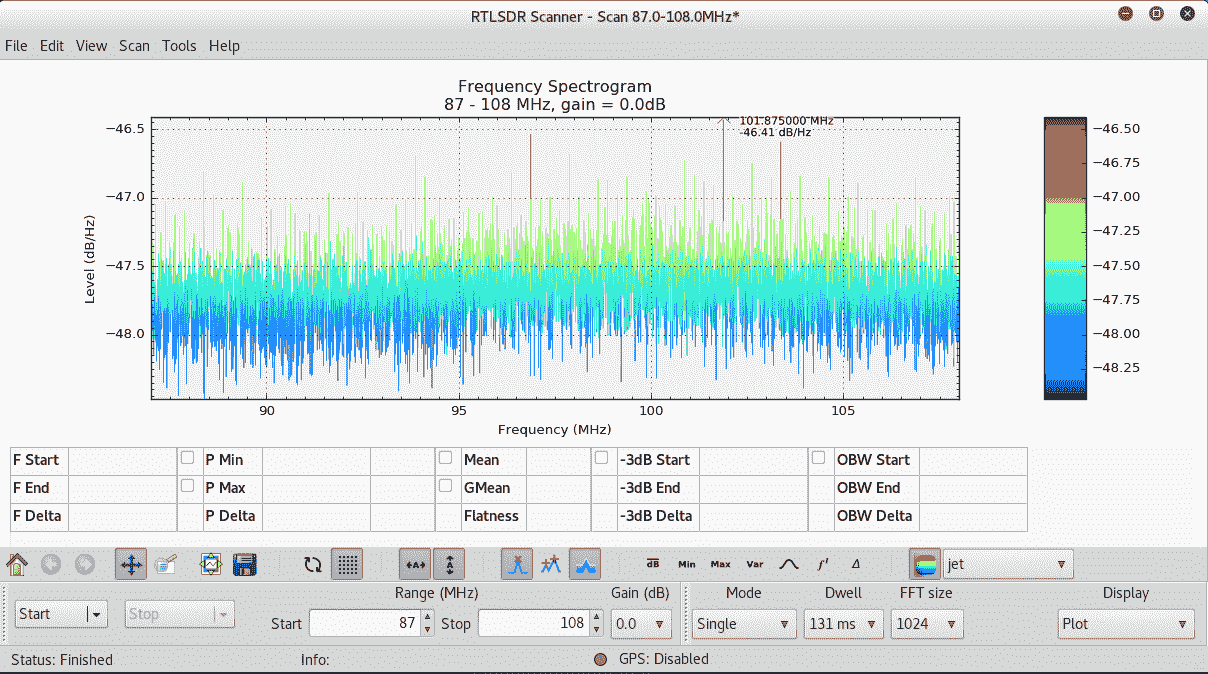 RTLSDR Scanner - Scan 87.0-108.0MHz*
File Edit View Scan Tools Help
Frequency Spectrogram
87 - 108 MHz, gain = 0.0dB
101.875000 MHz
-46.41 dB/Hz
Level (dB/Hz)
−46.5
−47.0
−47.5
−48.0
90 95 100 105
Frequency (MHz)
−46.50
−46.75
−47.00
−47.25
−47.50
−47.75
−48.00
−48.25
F Start P Min Mean -3dB Start OBW Start
F End P Max GMean -3dB End OBW End
F Delta P Delta Flatness -3dB Delta OBW Delta
A A dB Min Max Var f' Δ jet
Range (MHz) Gain (dB) Mode Dwell FFT size Display
Start Stop Start 87 Stop 108 0.0 Single 131 ms 1024 Plot
Status: Finished Info: GPS: Disabled